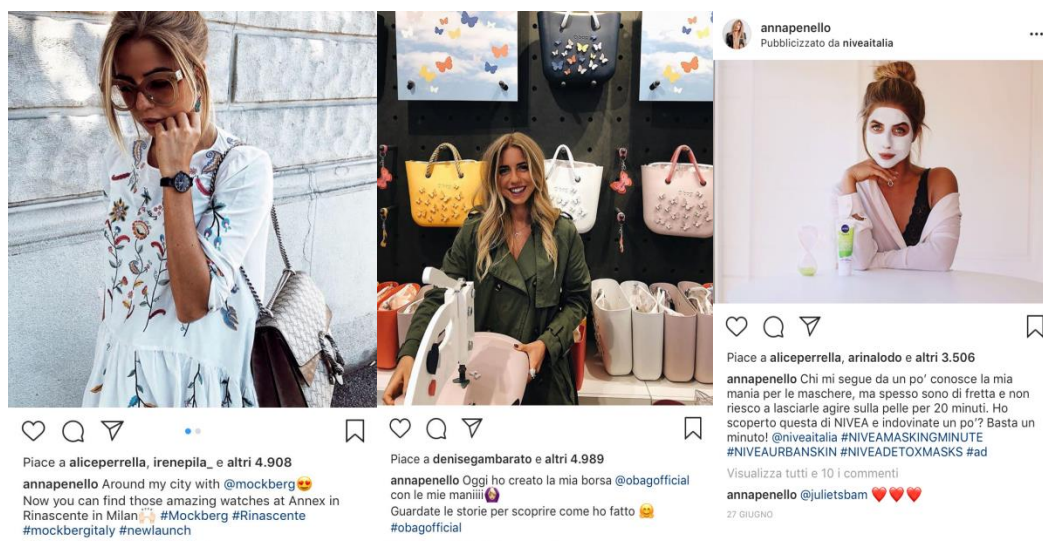 Piace a aliceperrella, irenepila_ e altri 4.908
annapenello Around my city with @mockberg😍
Now you can find those amazing watches at Annex in
Rinascente in Milan🙌🏻 #Mockberg #Rinascente
#mockbergitaly #newlaunch
Piace a denisegambarato e altri 4.989
annapenello Oggi ho creato la mia borsa @obagofficial
con le mie maniiii🙆🏼‍♀️
Guardate le storie per scoprire come ho fatto 🤗
#obagofficial
annapenello
Pubblicizzato da niveaitalia
Piace a aliceperrella, arinalodo e altri 3.506
annapenello Chi mi segue da un po' conosce la mia
mania per le maschere, ma spesso sono di fretta e non
riesco a lasciarle agire sulla pelle per 20 minuti. Ho
scoperto questa di NIVEA e indovinate un po'? Basta un
minuto! @niveaitalia #NIVEAMASKINGMINUTE
#NIVEAURBANSKIN #NIVEADETOXMASKS #ad
Visualizza tutti e 10 i commenti
annapenello @julietsbam ❤️❤️❤️
27 GIUGNO